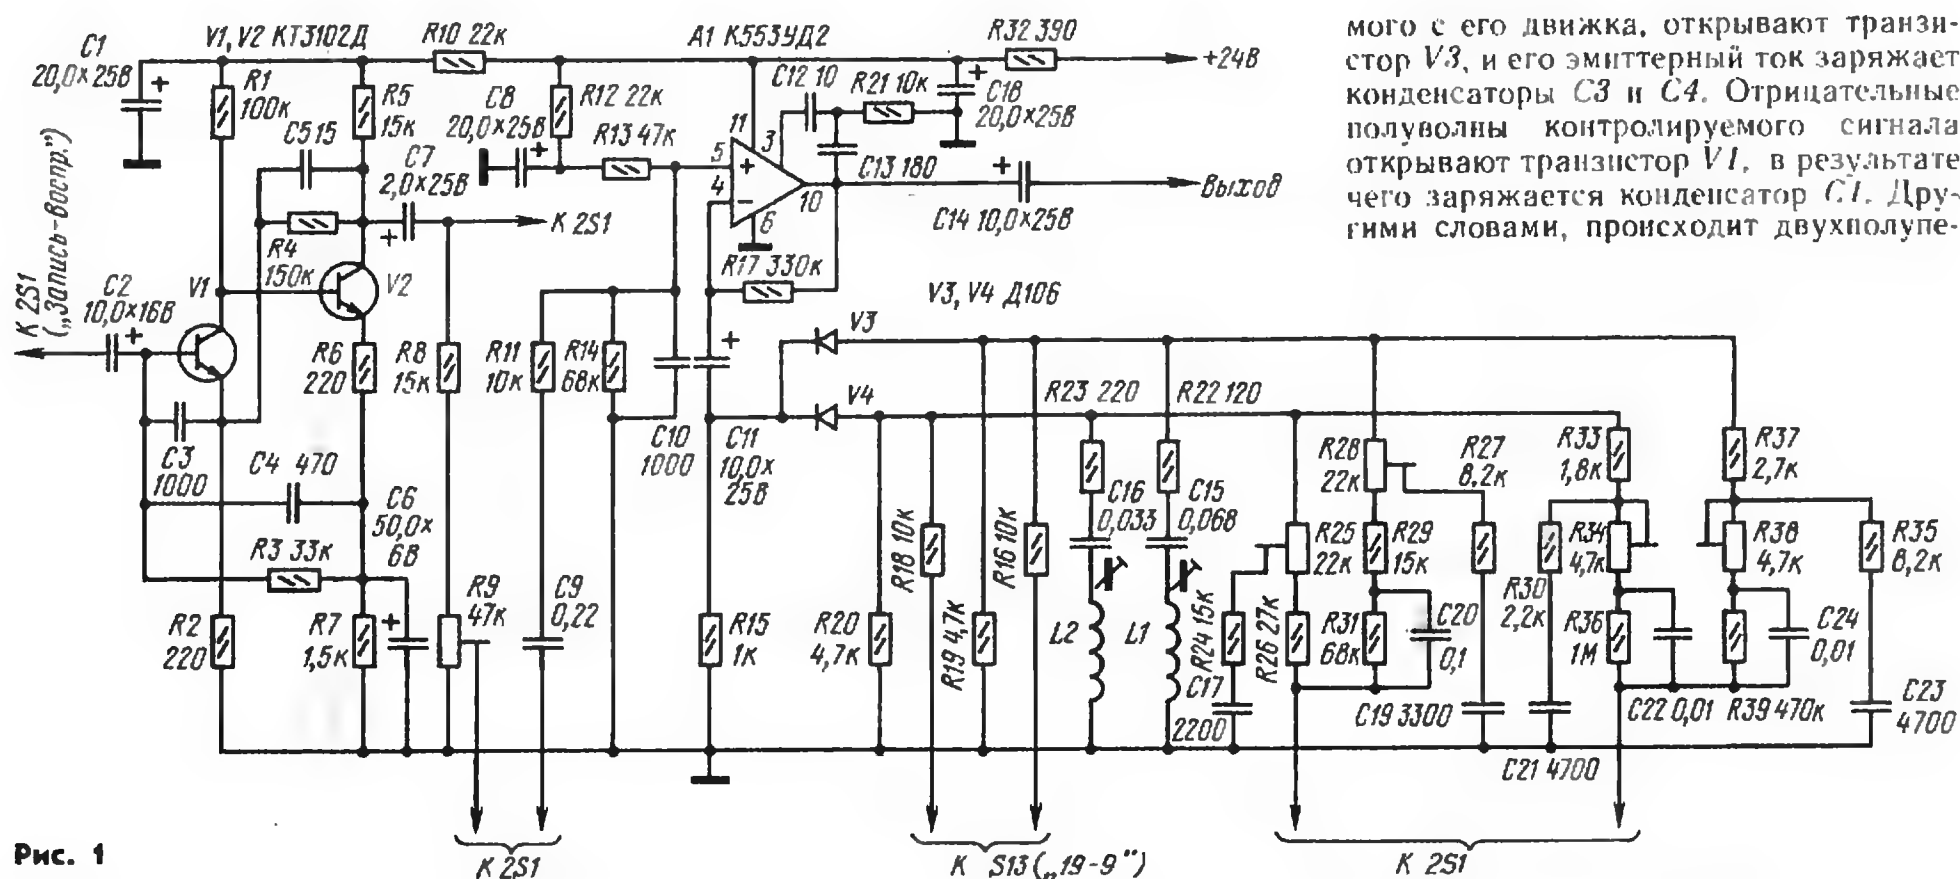 C1
20,0×25В
V1, V2 КТ3102Д
R10 22к
A1 К553УД2
R32 390
+24В
R1
100к
R5
15к
C5 15
C7
2,0×25В
C8
20,0×25В
R12 22к
R13 47к
C12 10
R21 10к
C18
20,0×25В
C13 180
11
3
5
4
6
10
+
−
C14 10,0×25В
Выход
К 2S1
R4
150к
К 2S1
(„Запись-Воспр.")
C2
10,0×16В
V1
V2
R17 330к
V3, V4 Д106
V3
V4
R6
220
R8
15к
R11
10к
R14
68к
R23 220
R22 120
C3
1000
C4 470
C6
50,0×
6В
R3 33к
C10
1000
C11
10,0×
25В
R18 10к
R16 10к
C16
0,033
C15
0,068
R28
22к
R27
8,2к
R33
1,8к
R37
2,7к
R25
22к
R29
15к
R34
4,7к
R38
4,7к
R35
8,2к
R30
2,2к
R2
220
R7
1,5к
R9
47к
C9
0,22
R15
1к
R20
4,7к
R19 4,7к
L2
L1
R24 15к
R26 27к
C17
2200
R31
68к
C20
0,1
R36
1М
C24
0,01
C19 3300
C22 0,01
R39 470к
C23
4700
C21 4700
К 2S1
К S13 („19-9")
К 2S1
Рис. 1
мого с его движка, открывают транзи-
стор V3, и его эмиттерный ток заряжает
конденсаторы C3 и C4. Отрицательные
полуволны контролируемого сигнала
открывают транзистор V1, в результате
чего заряжается конденсатор C1. Дру-
гими словами, происходит двухполупе-